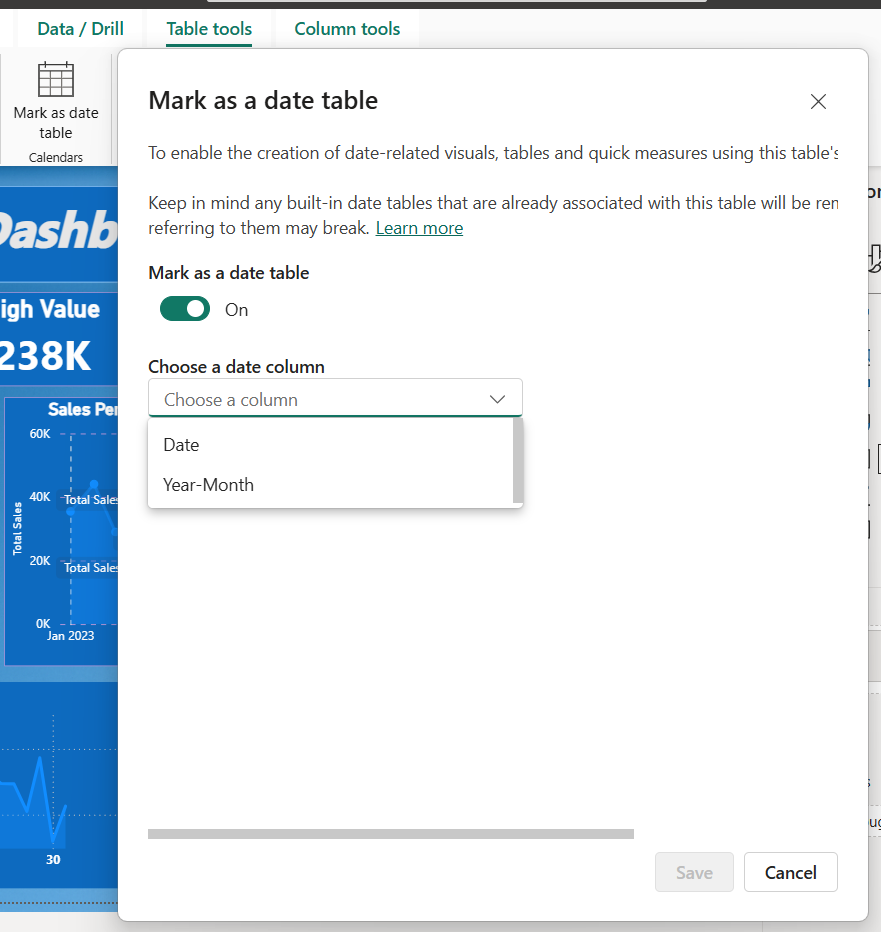 Data / Drill
Table tools
Column tools
Mark as date
table
Calendars
Mark as a date table
To enable the creation of date-related visuals, tables and quick measures using this table's
Keep in mind any built-in date tables that are already associated with this table will be
referring to them may break. Learn more
Mark as a date table
On
Choose a date column
Choose a column
Date
Year-Month
Save
Cancel
Dashb
igh Value
238K
Sales Per
60K
40K
20K
0K
Total Sales
Total Sales
Total Sales
Jan 2023
30